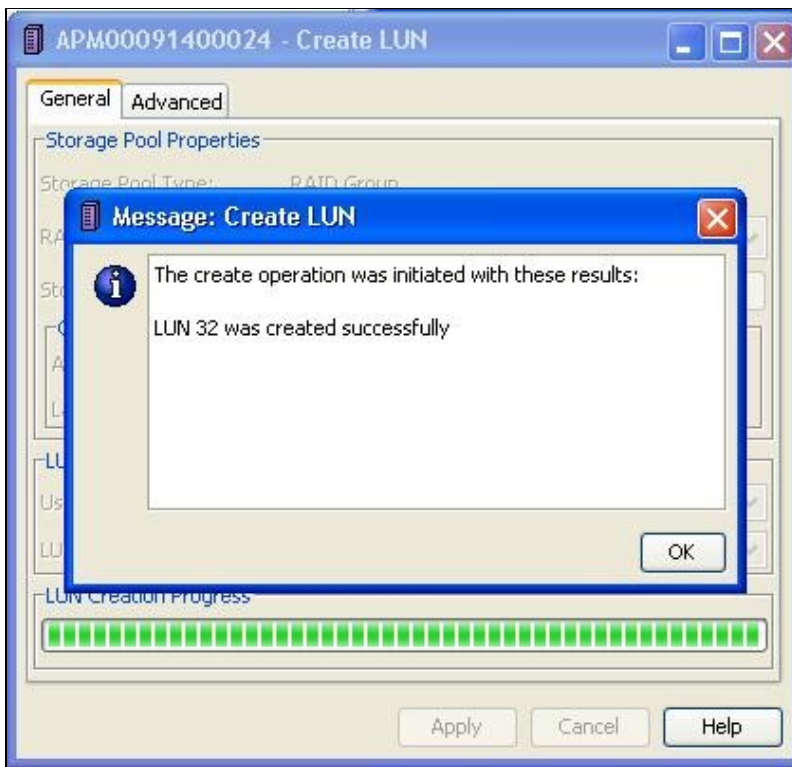 APM00091400024 - Create LUN
General Advanced
Storage Pool Properties
Storage Pool Type: RAID Group
Message: Create LUN
The create operation was initiated with these results:
LUN 32 was created successfully
OK
LUN Creation Progress
Apply Cancel Help